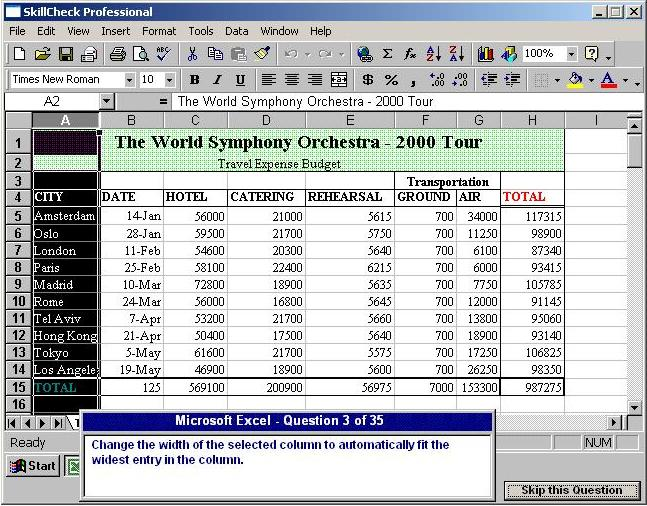 SkillCheck Professional
File Edit View Insert Format Tools Data Window Help
100%
Times New Roman 10 B I U $ % ,
A2 = The World Symphony Orchestra - 2000 Tour
A B C D E F G H I
1 The World Symphony Orchestra - 2000 Tour
2 Travel Expense Budget
3 Transportation
4 CITY DATE HOTEL CATERING REHEARSAL GROUND AIR TOTAL
5 Amsterdam 14-Jan 56000 21000 5615 700 34000 117315
6 Oslo 28-Jan 59500 21700 5750 700 11250 98900
7 London 11-Feb 54600 20300 5640 700 6100 87340
8 Paris 25-Feb 58100 22400 6215 700 6000 93415
9 Madrid 10-Mar 72800 18900 5635 700 7750 105785
10 Rome 24-Mar 56000 16800 5645 700 12000 91145
11 Tel Aviv 7-Apr 53200 21700 5660 700 13800 95060
12 Hong Kong 21-Apr 50400 17500 5640 700 18900 93140
13 Tokyo 5-May 61600 21700 5575 700 17250 106825
14 Los Angele 19-May 46900 18900 5600 700 26250 98350
15 TOTAL 125 569100 200900 56975 7000 153300 987275
16
Microsoft Excel - Question 3 of 35
Ready NUM
Change the width of the selected column to automatically fit the
widest entry in the column.
Start
Skip this Question